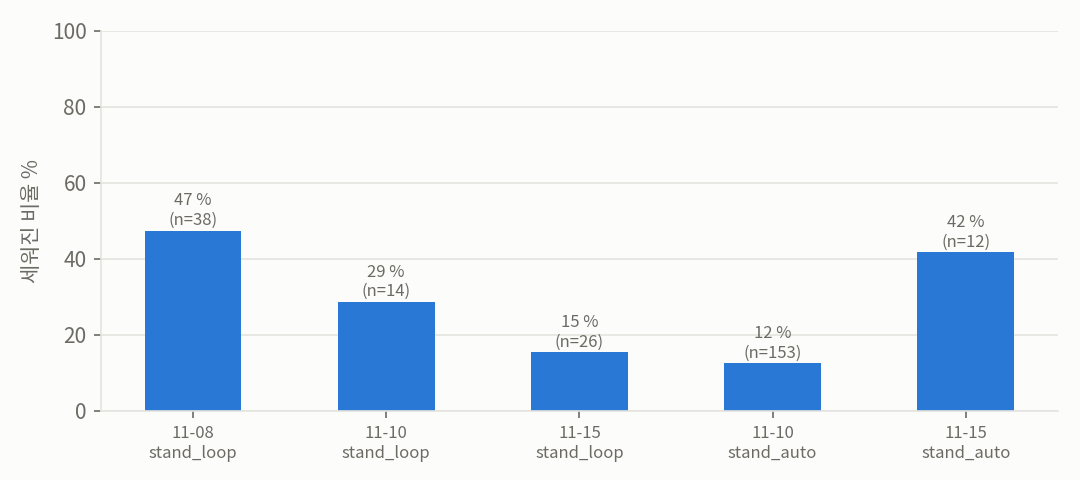 세워진 비율 %
100
80
60
40
20
0
47 %
(n=38)
29 %
(n=14)
15 %
(n=26)
12 %
(n=153)
42 %
(n=12)
11-08
stand_loop
11-10
stand_loop
11-15
stand_loop
11-10
stand_auto
11-15
stand_auto